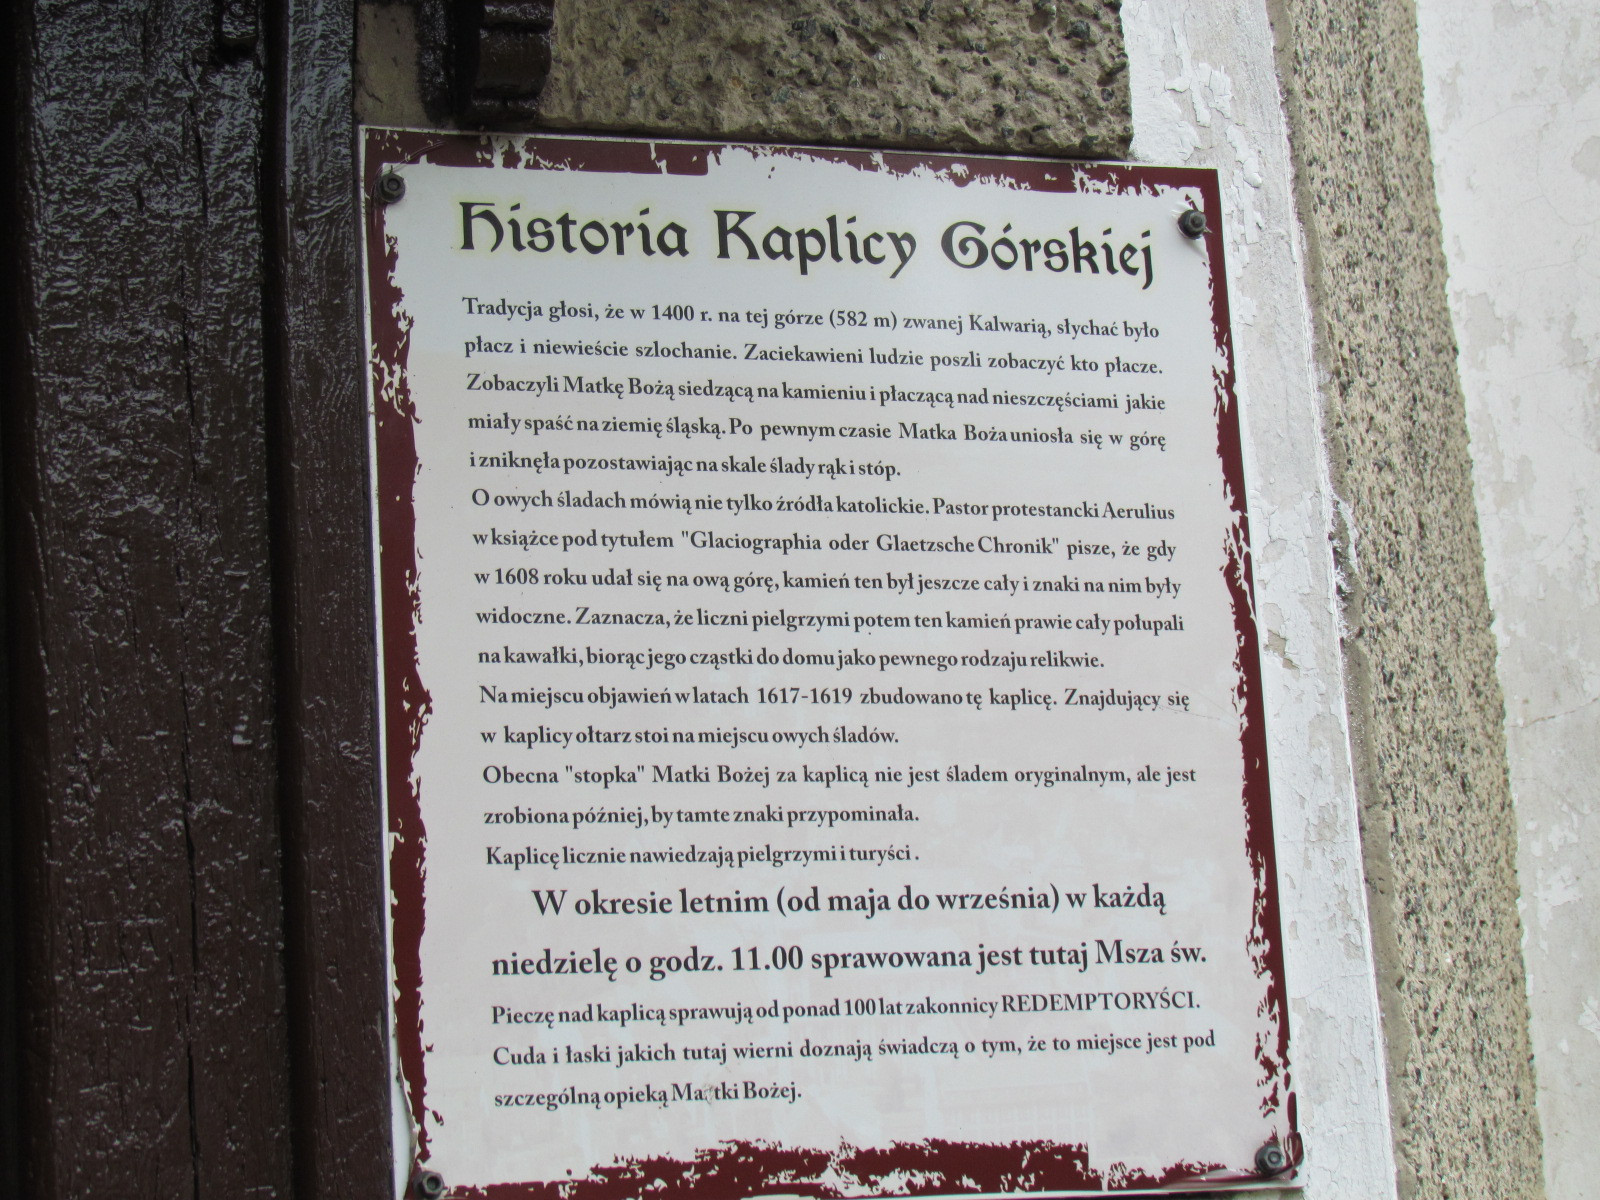 Historia Kaplicy Górskiej
Tradycja głosi, że w 1400 r. na tej górze (582 m) zwanej Kalwarią, słychać było
płacz i niewieście szlochanie. Zaciekawieni ludzie poszli zobaczyć kto płacze.
Zobaczyli Matkę Bożą siedzącą na kamieniu i płaczącą nad nieszczęściami jakie
miały spaść na ziemię śląską. Po pewnym czasie Matka Boża uniosła się w górę
i zniknęła pozostawiając na skale ślady rąk i stóp.
O owych śladach mówią nie tylko źródła katolickie. Pastor protestancki Aerulius
w książce pod tytułem "Glaciographia oder Glaetzsche Chronik" pisze, że gdy
w 1608 roku udał się na ową górę, kamień ten był jeszcze cały i znaki na nim były
widoczne. Zaznacza, że liczni pielgrzymi potem ten kamień prawie cały połupali
na kawałki, biorąc jego cząstki do domu jako pewnego rodzaju relikwie.
Na miejscu objawień w latach 1617-1619 zbudowano tę kaplicę. Znajdujący się
w kaplicy ołtarz stoi na miejscu owych śladów.
Obecna "stopka" Matki Bożej za kaplicą nie jest śladem oryginalnym, ale jest
zrobiona później, by tamte znaki przypominała.
Kaplicę licznie nawiedzają pielgrzymi i turyści.
W okresie letnim (od maja do września) w każdą
niedzielę o godz. 11.00 sprawowana jest tutaj Msza św.
Pieczę nad kaplicą sprawują od ponad 100 lat zakonnicy REDEMPTORYŚCI.
Cuda i łaski jakich tutaj wierni doznają świadczą o tym, że to miejsce jest pod
szczególną opieką Matki Bożej.